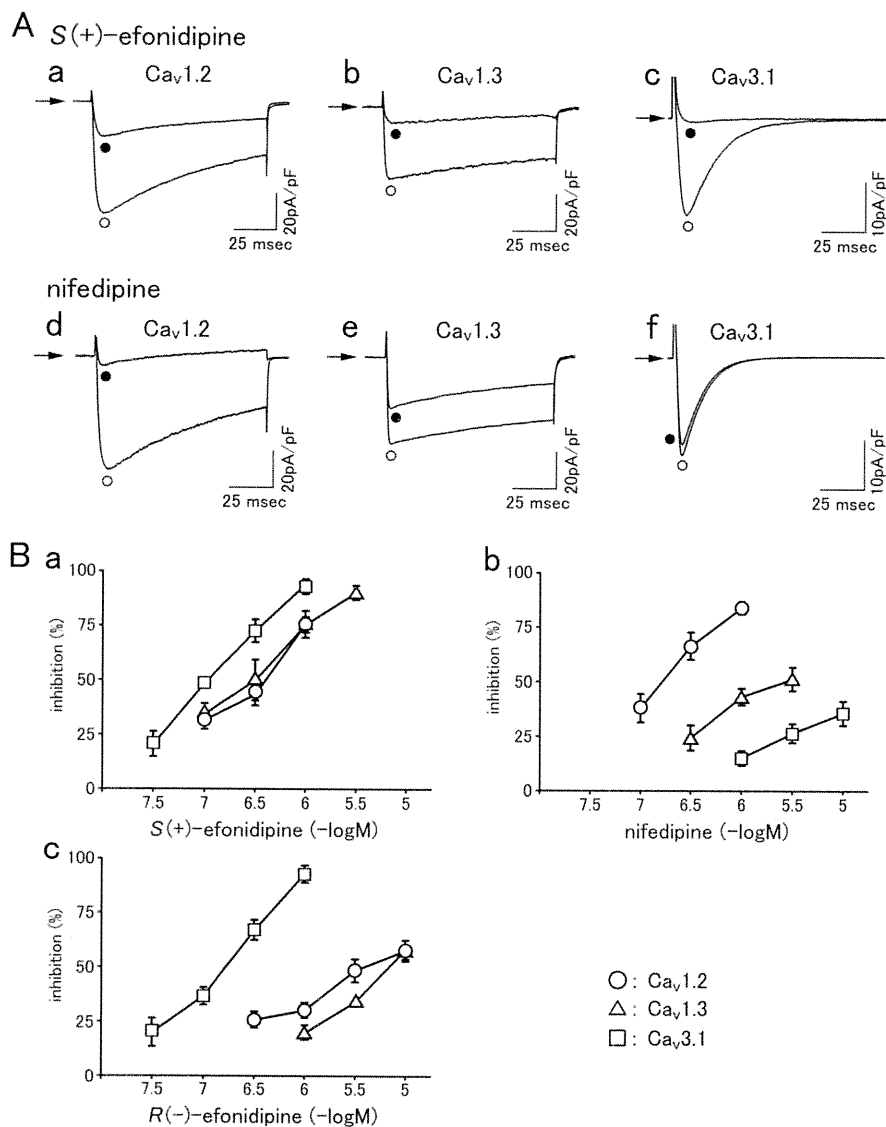 A S(+)-efonidipine
a Cav1.2 b Cav1.3 c Cav3.1
20pA/pF 20pA/pF 10pA/pF
25 msec 25 msec 25 msec
nifedipine
d Cav1.2 e Cav1.3 f Cav3.1
20pA/pF 20pA/pF 10pA/pF
25 msec 25 msec 25 msec
B a
100
75
50
25
0
inhibition (%)
7.5 7 6.5 6 5.5 5
S(+)-efonidipine (-logM)
b
100
75
50
25
0
inhibition (%)
7.5 7 6.5 6 5.5 5
nifedipine (-logM)
c
100
75
50
25
0
inhibition (%)
7.5 7 6.5 6 5.5 5
R(-)-efonidipine (-logM)
: Cav1.2
: Cav1.3
: Cav3.1